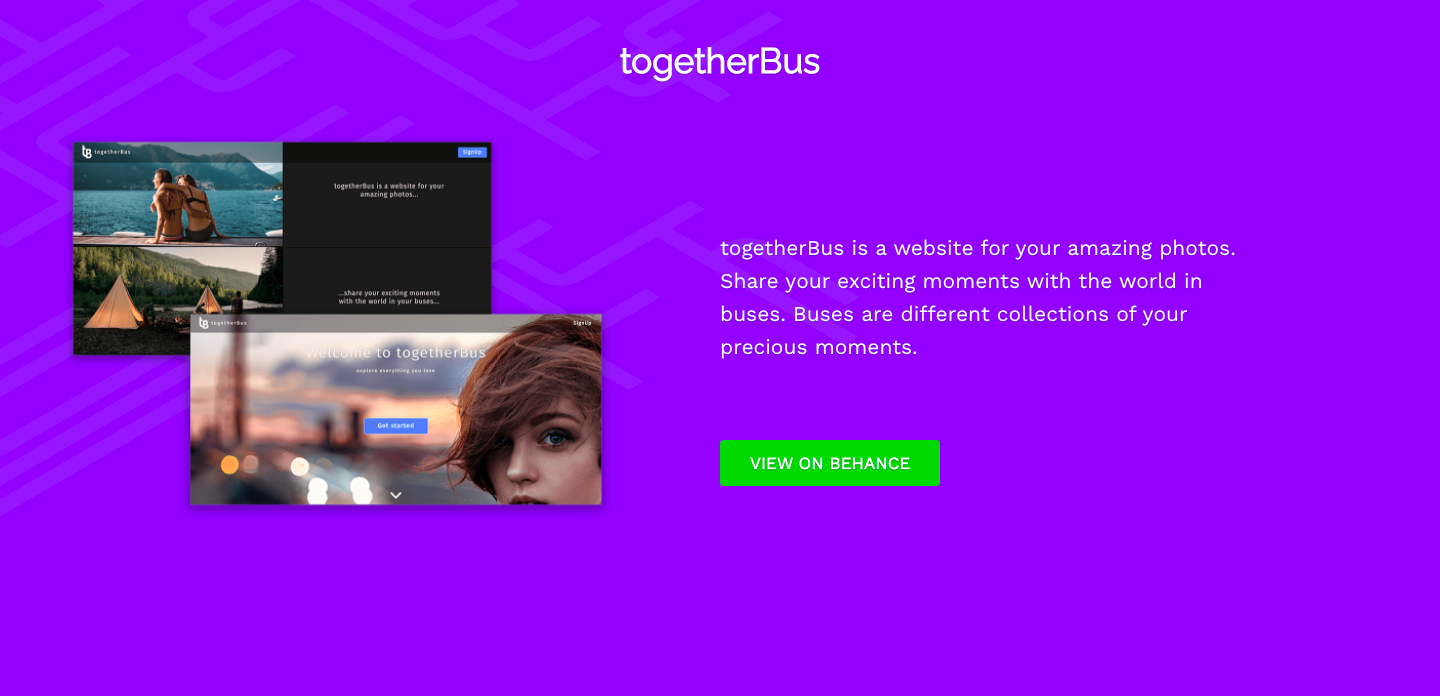 togetherBus
togetherBus
SignUp
togetherBus is a website for your
amazing photos...
...share your exciting moments
with the world in your buses...
togetherBus
SignUp
welcome to togetherBus
explore everything you love
Get started
togetherBus is a website for your amazing photos.
Share your exciting moments with the world in
buses. Buses are different collections of your
precious moments.
VIEW ON BEHANCE